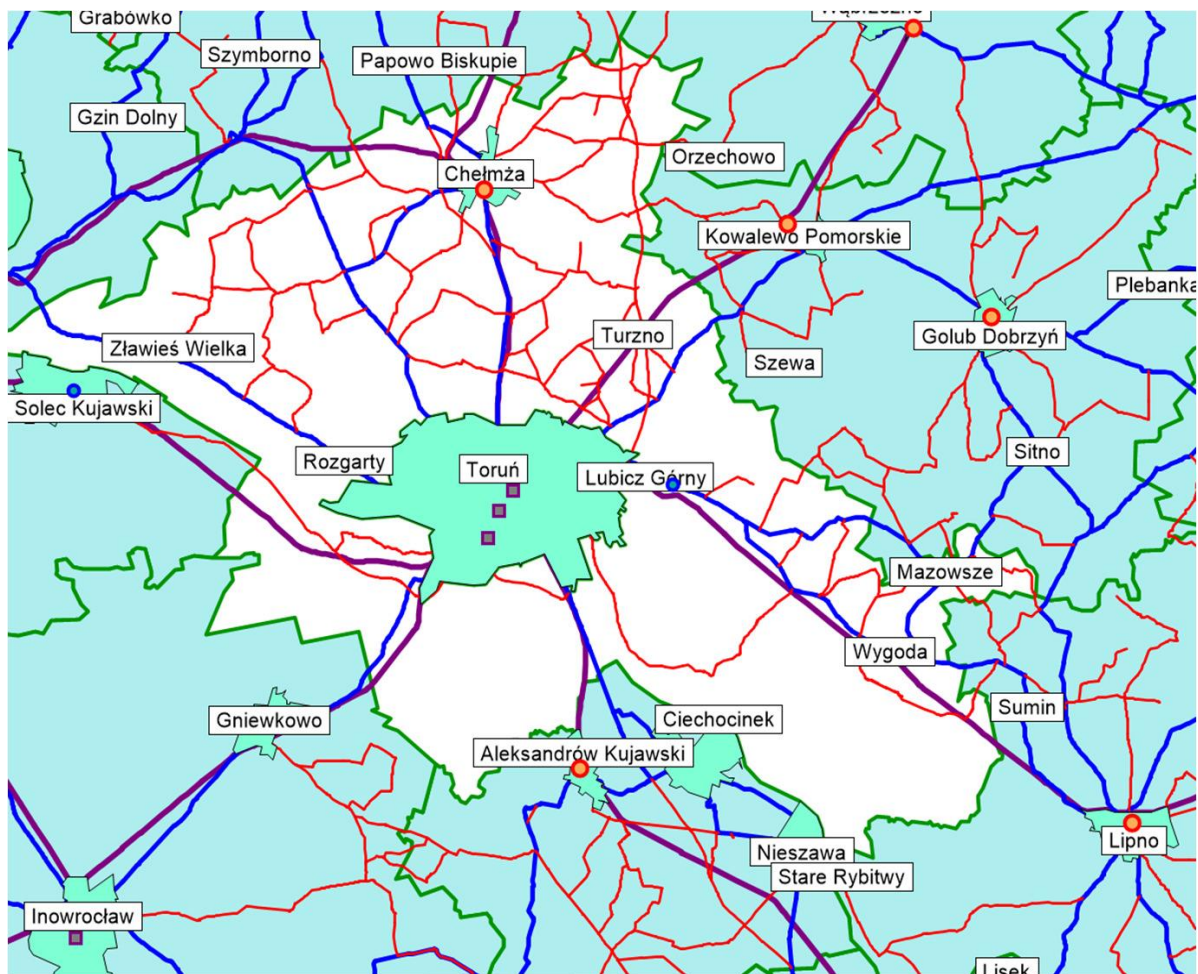 Grabówko
Wąbrzeźno
Szymborno
Papowo Biskupie
Gzin Dolny
Orzechowo
Chełmża
Kowalewo Pomorskie
Plebanka
Turzno
Golub Dobrzyń
Zławieś Wielka
Szewa
Solec Kujawski
Sitno
Rozgarty
Toruń
Lubicz Górny
Mazowsze
Wygoda
Sumin
Gniewkowo
Ciechocinek
Aleksandrów Kujawski
Lipno
Nieszawa
Stare Rybitwy
Inowrocław
Lisek